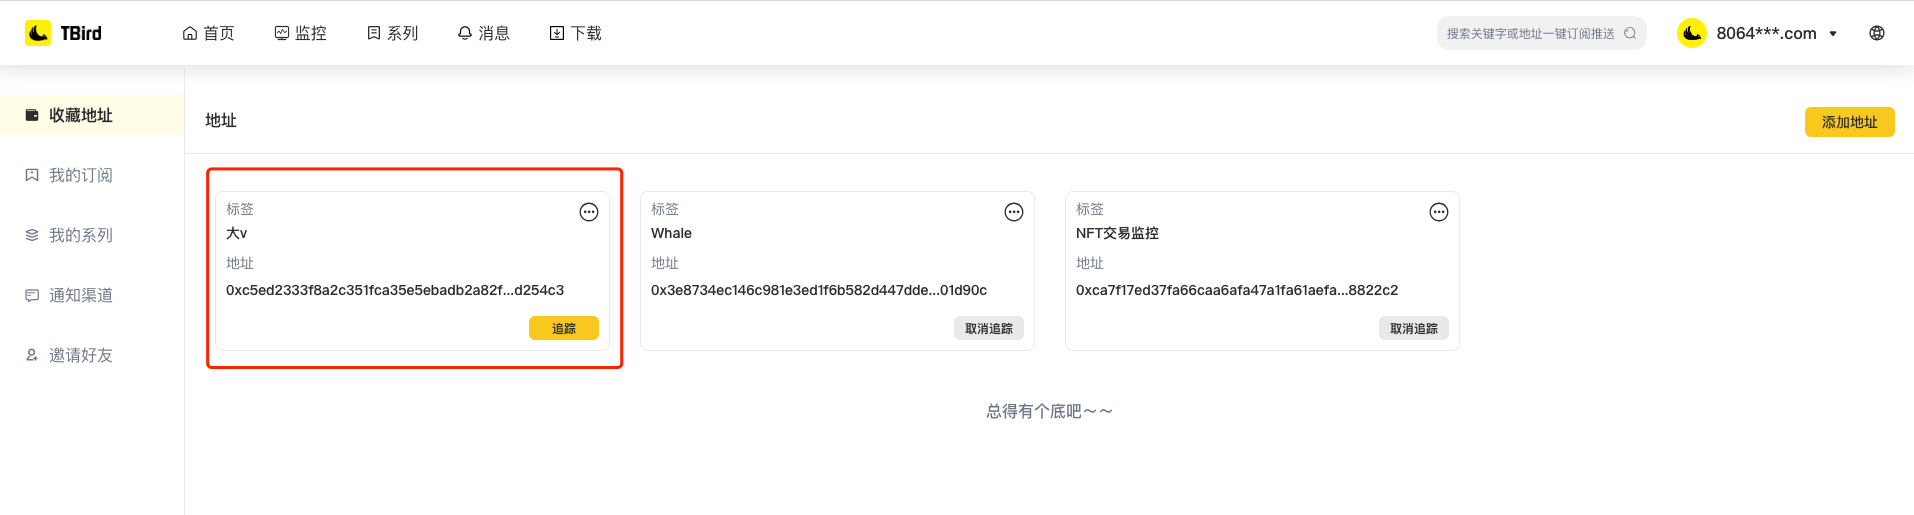 TBird 首页 监控 系列 消息 下载 搜索关键字或地址一键订阅推送 8064***.com
收藏地址
我的订阅
我的系列
通知渠道
邀请好友
地址 添加地址
标签
大v
地址
0xc5ed2333f8a2c351fca35e5ebadb2a82f...d254c3
追踪
标签
Whale
地址
0x3e8734ec146c981e3ed1f6b582d447dde...01d90c
取消追踪
标签
NFT交易监控
地址
0xca7f17ed37fa66caa6afa47a1fa61aefa...8822c2
取消追踪
总得有个底吧～～